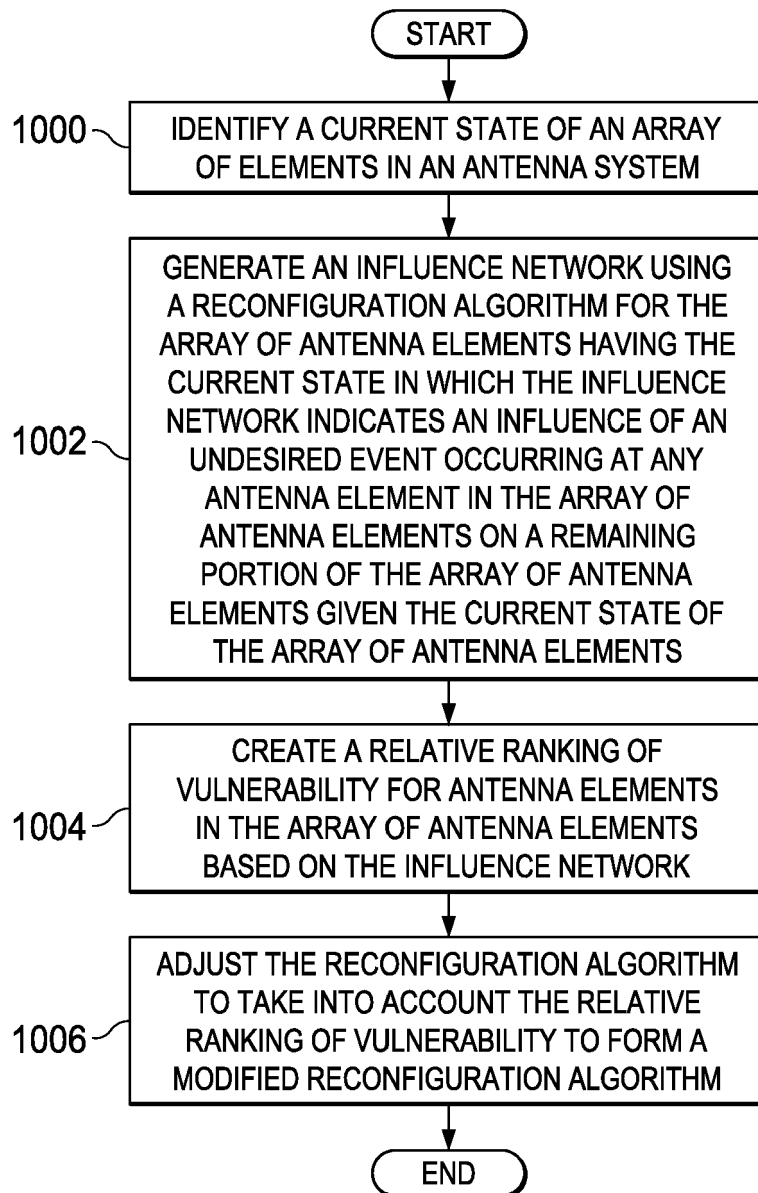 START
1000
IDENTIFY A CURRENT STATE OF AN ARRAY
OF ELEMENTS IN AN ANTENNA SYSTEM
1002
GENERATE AN INFLUENCE NETWORK USING
A RECONFIGURATION ALGORITHM FOR THE
ARRAY OF ANTENNA ELEMENTS HAVING THE
CURRENT STATE IN WHICH THE INFLUENCE
NETWORK INDICATES AN INFLUENCE OF AN
UNDESIRED EVENT OCCURRING AT ANY
ANTENNA ELEMENT IN THE ARRAY OF
ANTENNA ELEMENTS ON A REMAINING
PORTION OF THE ARRAY OF ANTENNA
ELEMENTS GIVEN THE CURRENT STATE OF
THE ARRAY OF ANTENNA ELEMENTS
1004
CREATE A RELATIVE RANKING OF
VULNERABILITY FOR ANTENNA ELEMENTS
IN THE ARRAY OF ANTENNA ELEMENTS
BASED ON THE INFLUENCE NETWORK
1006
ADJUST THE RECONFIGURATION ALGORITHM
TO TAKE INTO ACCOUNT THE RELATIVE
RANKING OF VULNERABILITY TO FORM A
MODIFIED RECONFIGURATION ALGORITHM
END